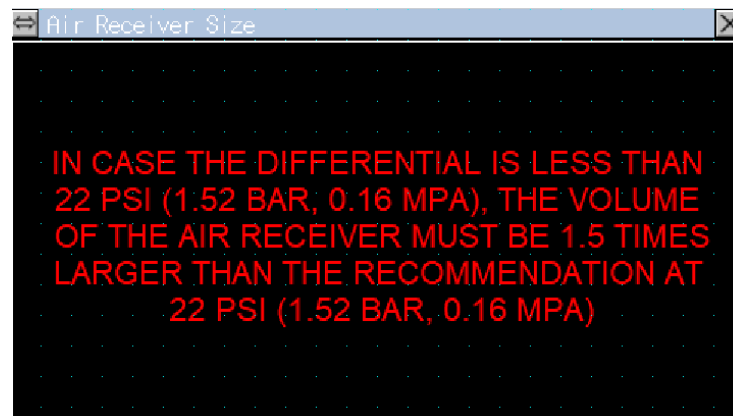 Air Receiver Size
IN CASE THE DIFFERENTIAL IS LESS THAN
22 PSI (1.52 BAR, 0.16 MPA), THE VOLUME
OF THE AIR RECEIVER MUST BE 1.5 TIMES
LARGER THAN THE RECOMMENDATION AT
22 PSI (1.52 BAR, 0.16 MPA)